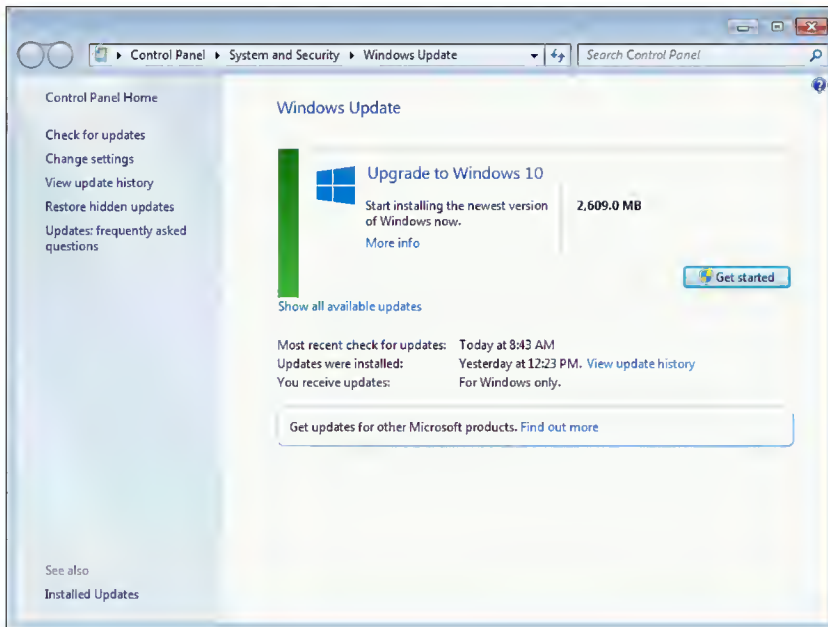 Control Panel ▸ System and Security ▸ Windows Update
Search Control Panel
Control Panel Home
Check for updates
Change settings
View update history
Restore hidden updates
Updates: frequently asked
questions
See also
Installed Updates
Windows Update
Upgrade to Windows 10
Start installing the newest version
of Windows now.
More info
2,609.0 MB
Get started
Show all available updates
Most recent check for updates: Today at 8:43 AM
Updates were installed: Yesterday at 12:23 PM. View update history
You receive updates: For Windows only.
Get updates for other Microsoft products. Find out more